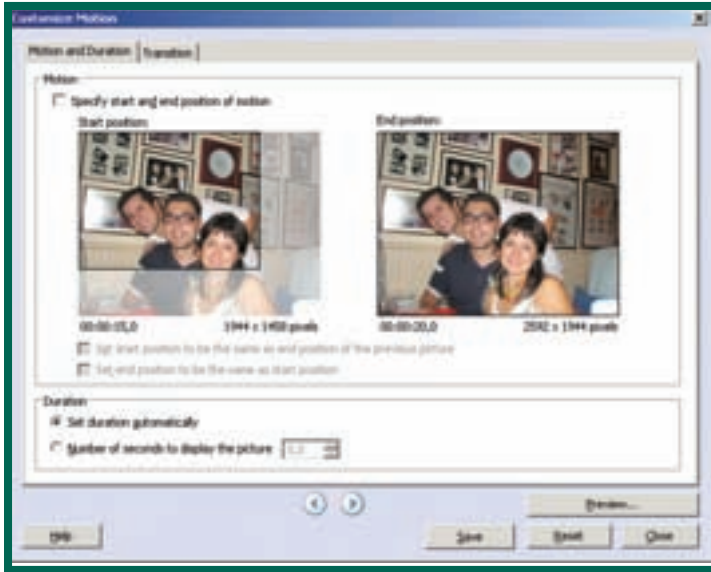 Customize Motion
Motion and Duration
Transition
Motion
Specify start and end position of motion
Start position:
End position:
00:00:15,0
1944 x 1458 pixels
00:00:20,0
2592 x 1944 pixels
Set start position to be the same as end position of the previous picture
Set end position to be the same as start position
Duration
Set duration automatically
Number of seconds to display the picture
Preview...
Help
Save
Reset
Close